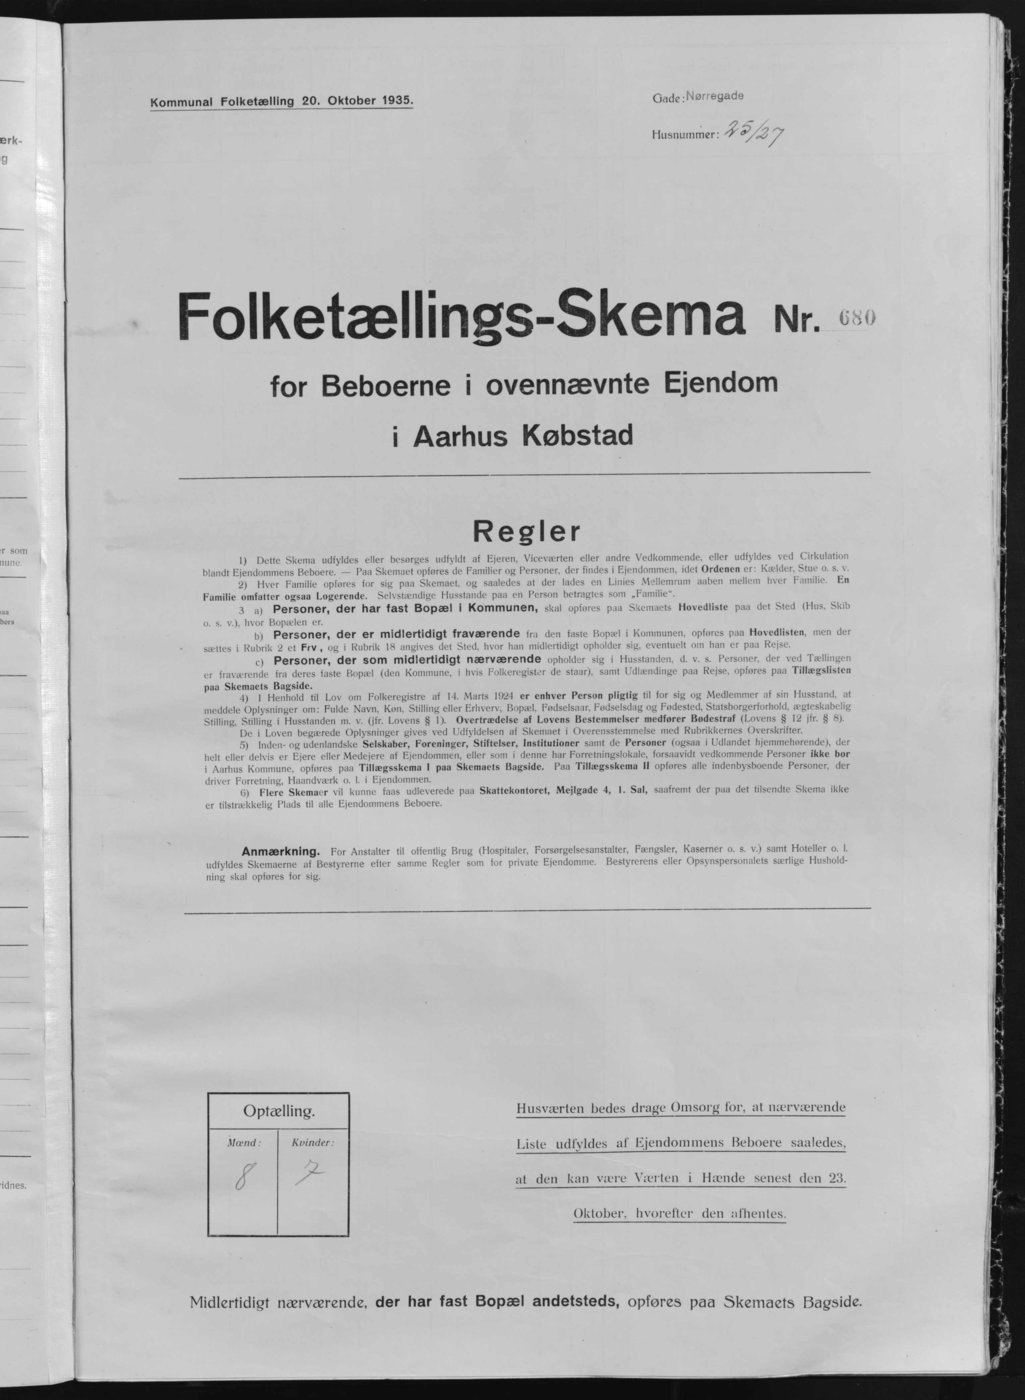 Kommunal Folketælling 20. Oktober 1935.
Gade: Nørregade
Husnummer: 25/27
Folketællings-Skema Nr. 680
for Beboerne i ovennævnte Ejendom
i Aarhus Købstad
Regler
1) Dette Skema udfyldes eller besørges udfyldt af Ejeren, Viceværten eller andre Vedkommende, eller udfyldes ved Cirkulation
blandt Ejendommens Beboere. — Paa Skemaet opføres de Familier og Personer, der findes i Ejendommen, idet Ordenen er: Kælder, Stue o. s. v.
2) Hver Familie opføres for sig paa Skemaet, og saaledes at der lades en Linies Mellemrum aaben mellem hver Familie. En
Familie omfatter ogsaa Logerende. Selvstændige Husstande paa en Person betragtes som „Familie“.
3 a) Personer, der har fast Bopæl i Kommunen, skal opføres paa Skemaets Hovedliste paa det Sted (Hus, Skib
o. s. v.), hvor Bopælen er.
b) Personer, der er midlertidigt fraværende fra den faste Bopæl i Kommunen, opføres paa Hovedlisten, men der
sættes i Rubrik 2 et Frv, og i Rubrik 18 angives det Sted, hvor han midlertidigt opholder sig, eventuelt om han er paa Rejse.
c) Personer, der som midlertidigt nærværende opholder sig i Husstanden, d. v. s. Personer, der ved Tællingen
er fraværende fra deres faste Bopæl (den Kommune, i hvis Folkeregister de staar), samt Udlændinge paa Rejse, opføres paa Tillægslisten
paa Skemaets Bagside.
4) I Henhold til Lov om Folkeregistre af 14. Marts 1924 er enhver Person pligtig til for sig og Medlemmer af sin Husstand, at
meddele Oplysninger om: Fulde Navn, Køn, Stilling eller Erhverv, Bopæl, Fødselsaar, Fødselsdag og Fødested, Statsborgerforhold, ægteskabelig
Stilling, Stilling i Husstanden m. v. (jfr. Lovens § 1). Overtrædelse af Lovens Bestemmelser medfører Bødestraf (Lovens § 12 jfr. § 8).
De i Loven begærede Oplysninger gives ved Udfyldelsen af Skemaet i Overensstemmelse med Rubrikkernes Overskrifter.
5) Inden- og udenlandske Selskaber, Foreninger, Stiftelser, Institutioner samt de Personer (ogsaa i Udlandet hjemmehørende), der
helt eller delvis er Ejere eller Medejere af Ejendommen, eller som i denne har Forretningslokale, forsaavidt vedkommende Personer ikke bor
i Aarhus Kommune, opføres paa Tillægsskema I paa Skemaets Bagside. Paa Tillægsskema II opføres alle indenbysboende Personer, der
driver Forretning, Haandværk o. l. i Ejendommen.
6) Flere Skemaer vil kunne faas udleverede paa Skattekontoret, Mejlgade 4, 1. Sal, saafremt der paa det tilsendte Skema ikke
er tilstrækkelig Plads til alle Ejendommens Beboere.
Anmærkning. For Anstalter til offentlig Brug (Hospitaler, Forsørgelsesanstalter, Fængsler, Kaserner o. s. v.) samt Hoteller o. l.
udfyldes Skemaerne af Bestyrerne efter samme Regler som for private Ejendomme. Bestyrerens eller Opsynspersonalets særlige Hushold-
ning skal opføres for sig.
Optælling.
Mænd: Kvinder:
8 7
Husværten bedes drage Omsorg for, at nærværende
Liste udfyldes af Ejendommens Beboere saaledes,
at den kan være Værten i Hænde senest den 23.
Oktober, hvorefter den afhentes.
Midlertidigt nærværende, der har fast Bopæl andetsteds, opføres paa Skemaets Bagside.